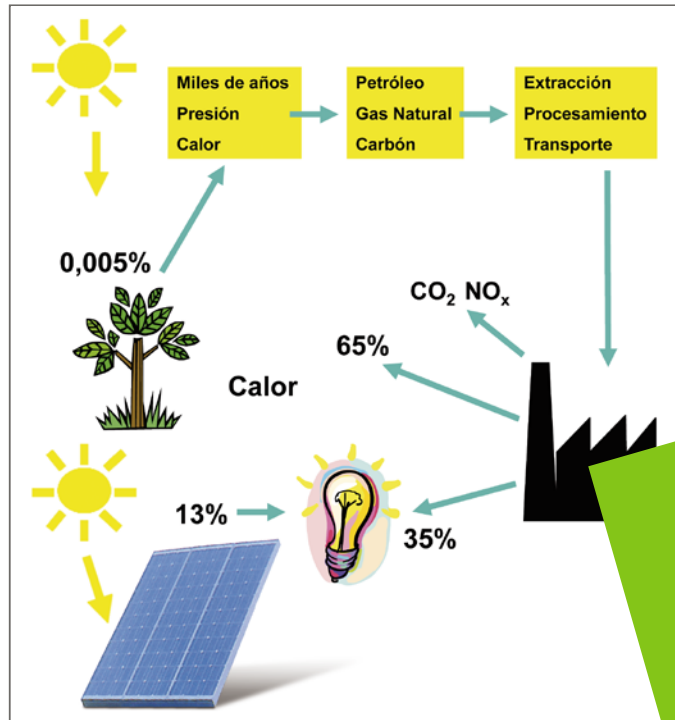 Miles de años
Presión
Calor
Petróleo
Gas Natural
Carbón
Extracción
Procesamiento
Transporte
0,005%
CO₂ NOₓ
65%
Calor
13%
35%